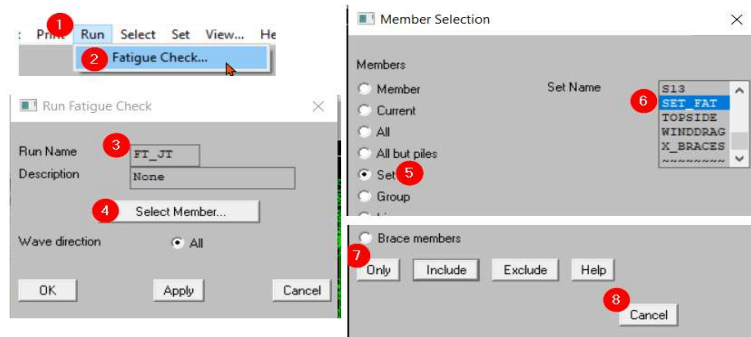 1
: Print Run Select Set View... He
2 Fatigue Check...
Run Fatigue Check
Run Name 3 FT_JT
Description None
4 Select Member...
Wave direction All
OK Apply Cancel
Member Selection
Members
Member Set Name
Current
All
All but piles
Set 5
Group
6
S13
SET_FAT
TOPSIDE
WINDDRAG
X_BRACES
~~~~~~~~
Brace members
7
Only Include Exclude Help
8
Cancel